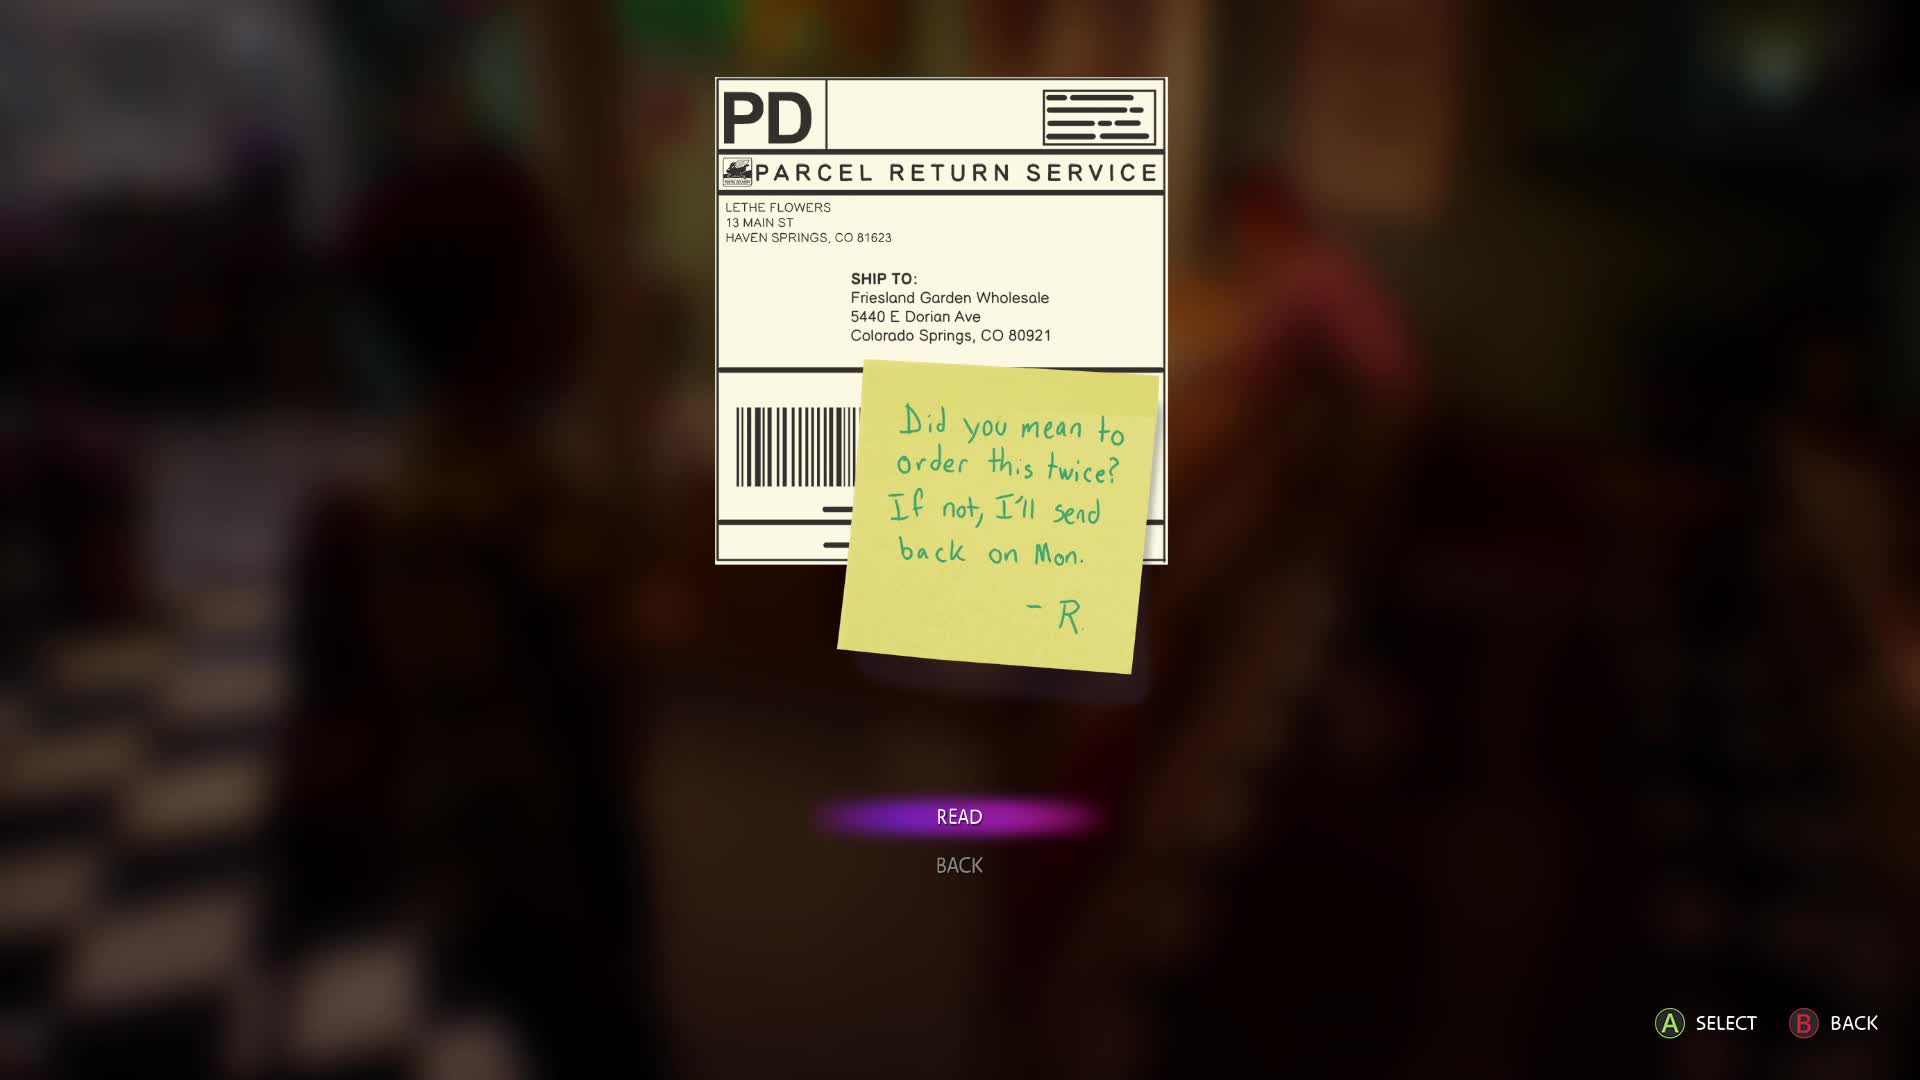 PD
PARCEL RETURN SERVICE
LETHE FLOWERS
13 MAIN ST
HAVEN SPRINGS, CO 81623
SHIP TO:
Friesland Garden Wholesale
5440 E Dorian Ave
Colorado Springs, CO 80921
Did you mean to
order this twice?
If not, I'll send
back on Mon.
- R.
READ
BACK
A SELECT B BACK